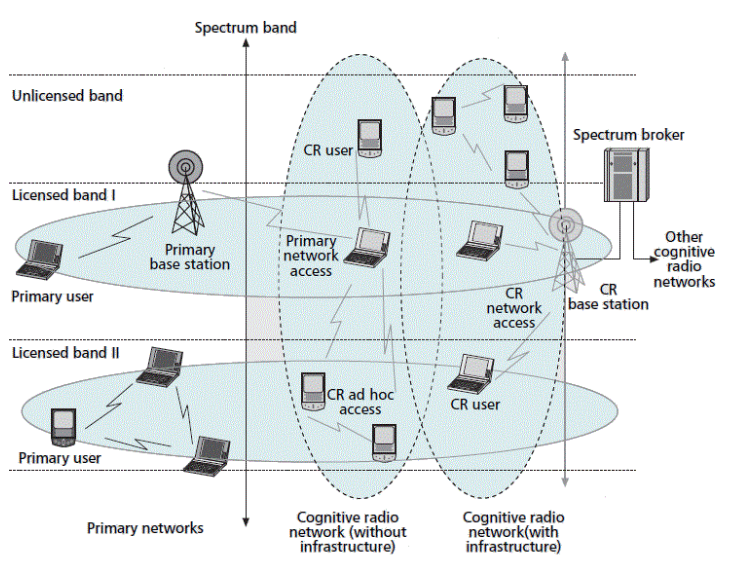 Spectrum band
Unlicensed band
CR user
Spectrum broker
Licensed band I
Primary
base station
Primary
network
access
Other
cognitive
radio
networks
Primary user
CR
network
access
CR
base station
Licensed band II
CR ad hoc
access
CR user
Primary user
Primary networks
Cognitive radio
network (without
infrastructure)
Cognitive radio
network(with
infrastructure)